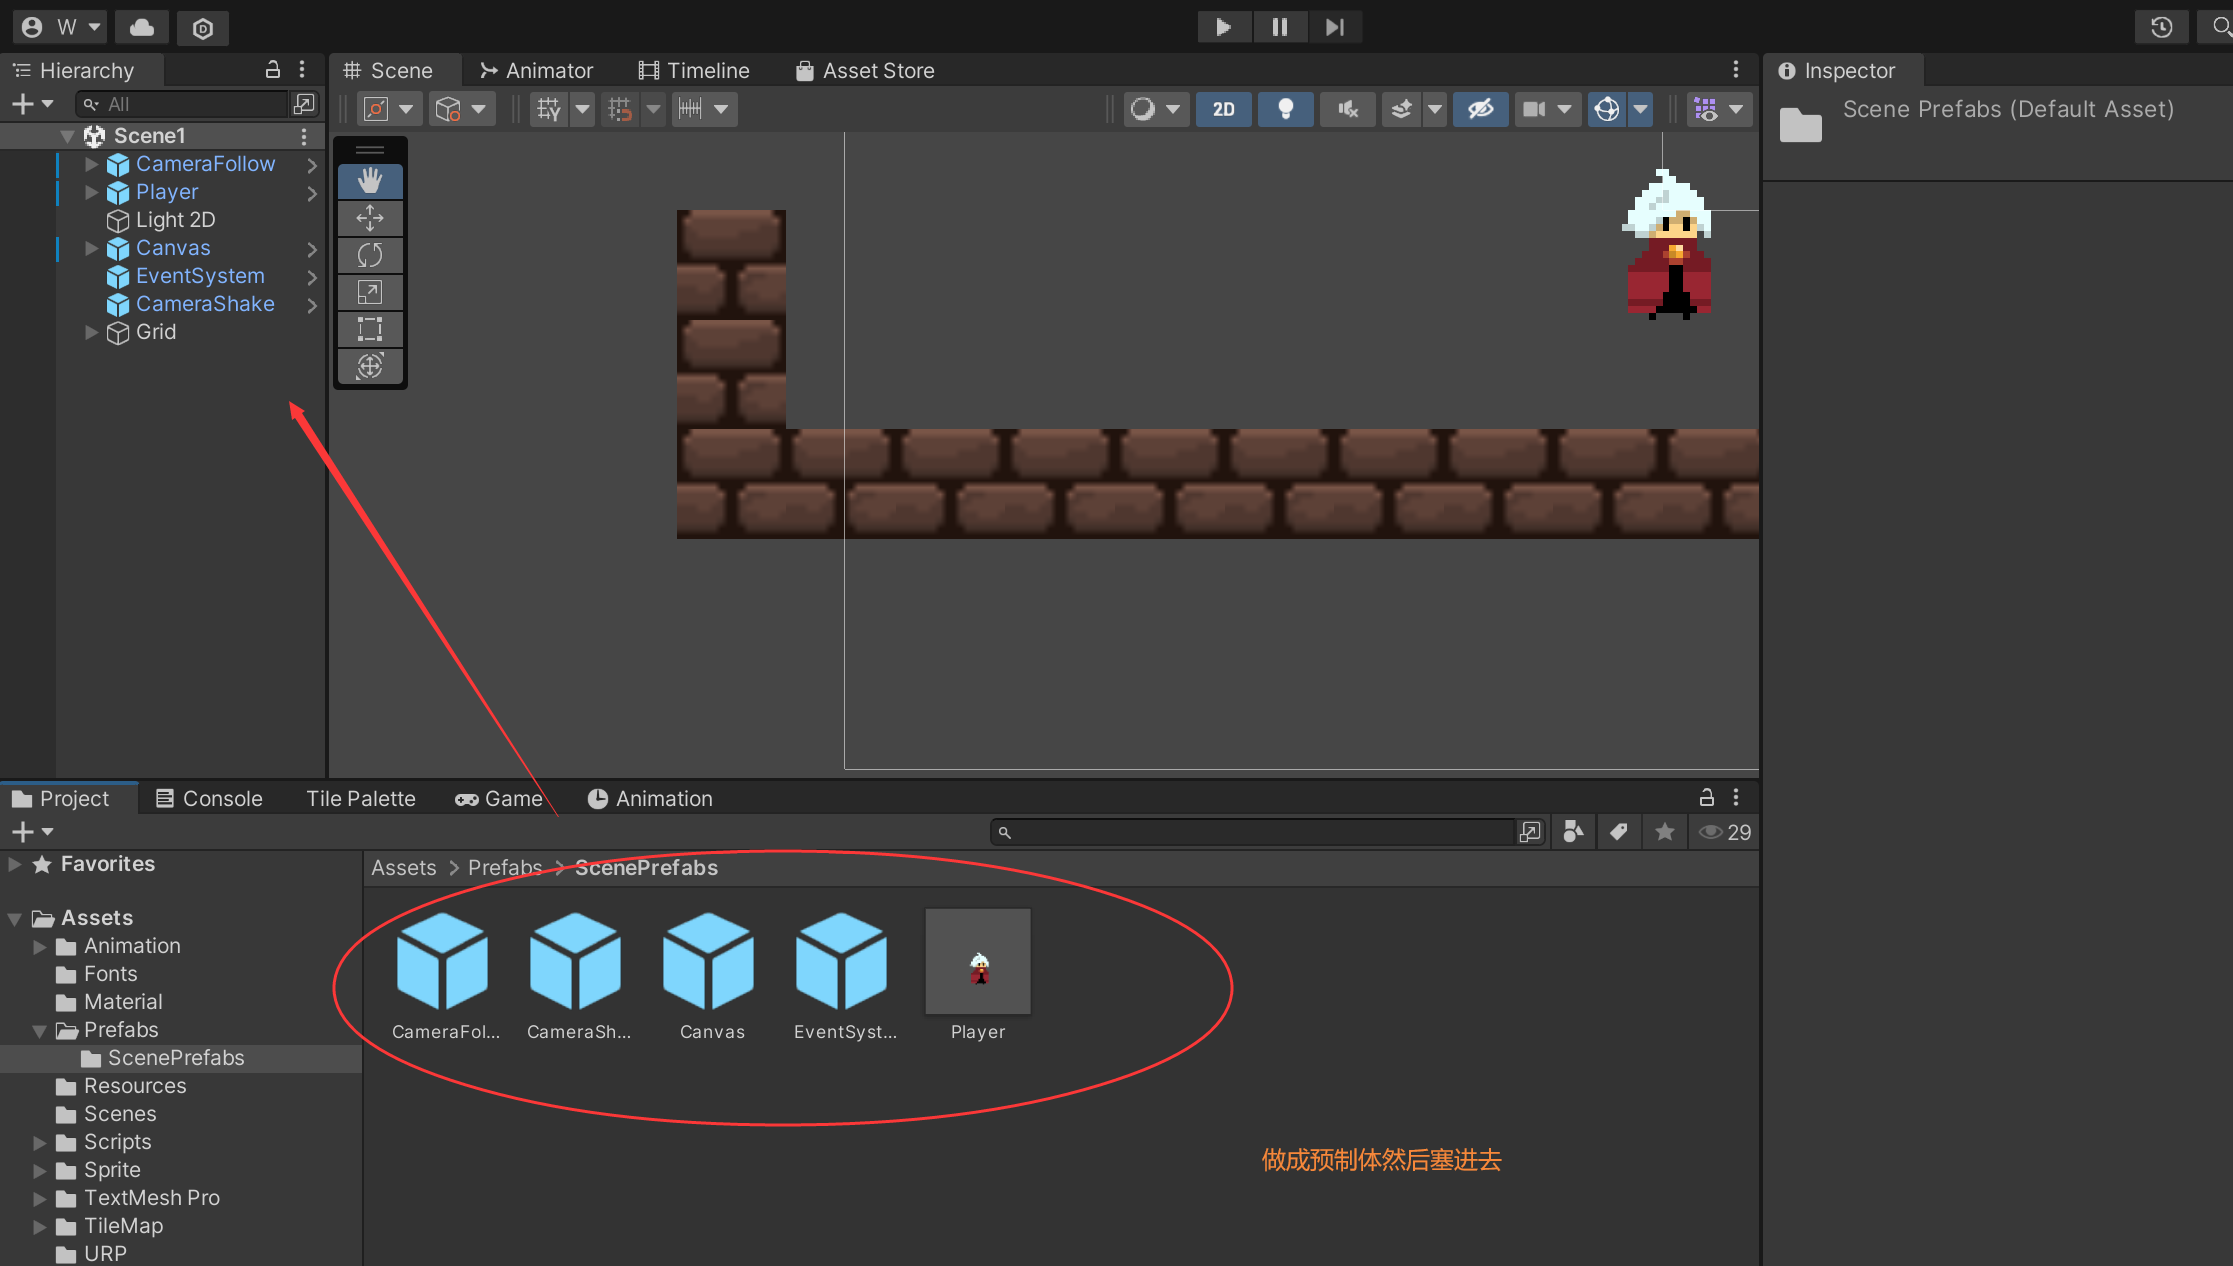 W
Hierarchy
All
Scene1
CameraFollow
Player
Light 2D
Canvas
EventSystem
CameraShake
Grid
Scene
Animator
Timeline
Asset Store
2D
Inspector
Scene Prefabs (Default Asset)
Project
Console
Tile Palette
Game
Animation
29
Favorites
Assets
Animation
Fonts
Material
Prefabs
ScenePrefabs
Resources
Scenes
Scripts
Sprite
TextMesh Pro
TileMap
URP
Assets > Prefabs > ScenePrefabs
CameraFol...
CameraSh...
Canvas
EventSyst...
Player
做成预制体然后塞进去